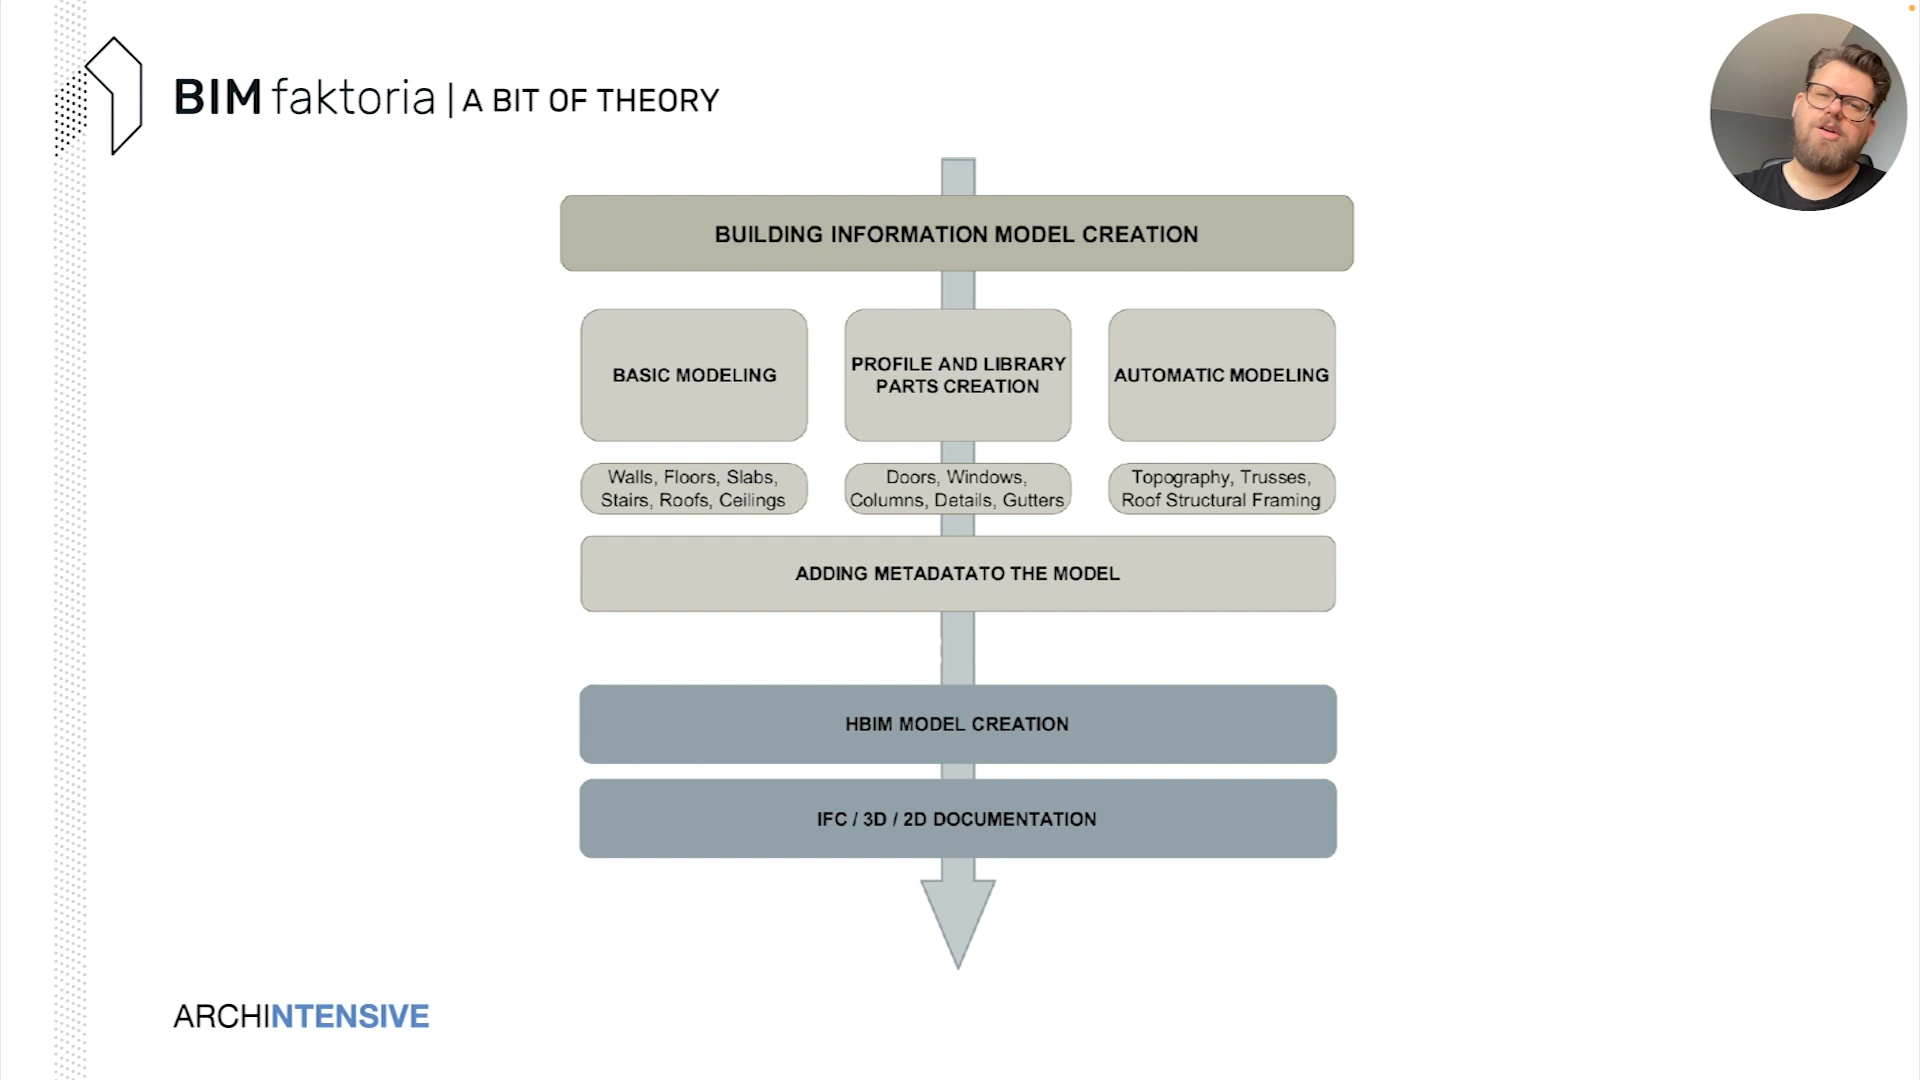 BIM faktoria | A BIT OF THEORY
BUILDING INFORMATION MODEL CREATION
BASIC MODELING
PROFILE AND LIBRARY
PARTS CREATION
AUTOMATIC MODELING
Walls, Floors, Slabs,
Stairs, Roofs, Ceilings
Doors, Windows,
Columns, Details, Gutters
Topography, Trusses,
Roof Structural Framing
ADDING METADATATO THE MODEL
HBIM MODEL CREATION
IFC / 3D / 2D DOCUMENTATION
ARCHINTENSIVE